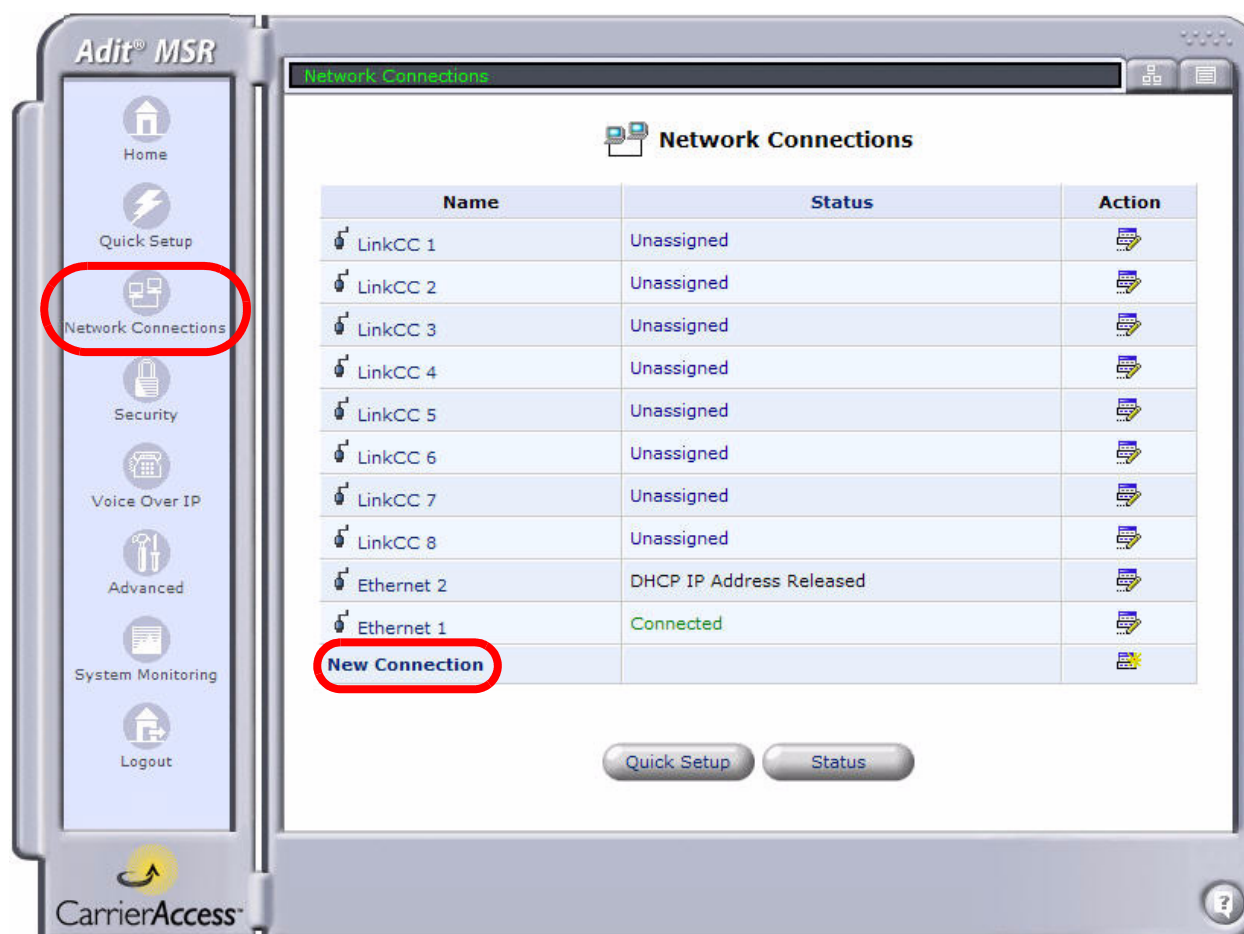 Adit® MSR
Home
Quick Setup
Network Connections
Security
Voice Over IP
Advanced
System Monitoring
Logout
CarrierAccess™
Network Connections
Network Connections
Name Status Action
LinkCC 1 Unassigned
LinkCC 2 Unassigned
LinkCC 3 Unassigned
LinkCC 4 Unassigned
LinkCC 5 Unassigned
LinkCC 6 Unassigned
LinkCC 7 Unassigned
LinkCC 8 Unassigned
Ethernet 2 DHCP IP Address Released
Ethernet 1 Connected
New Connection
Quick Setup Status
?